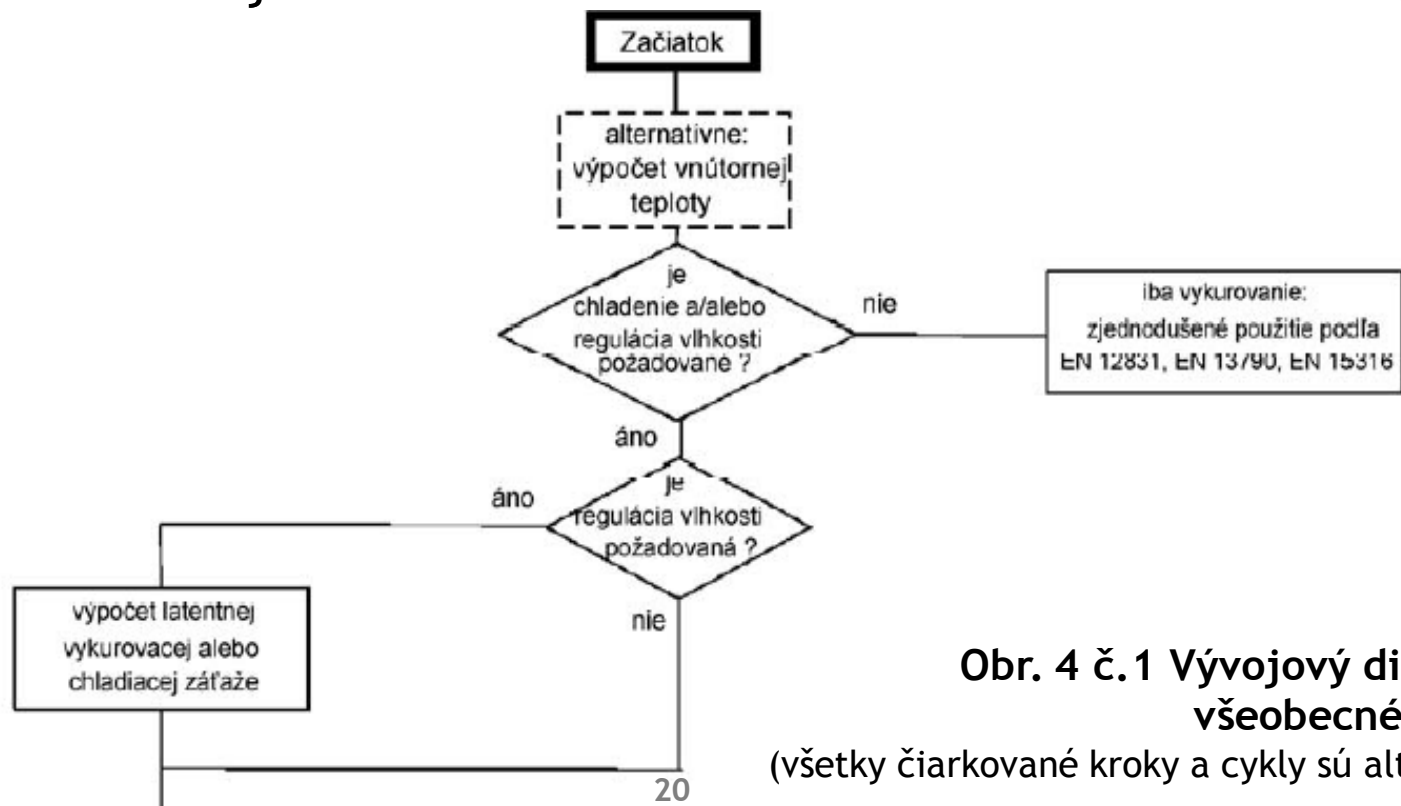 Začiatok
alternatívne:
výpočet vnútornej
teploty
je
chladenie a/alebo
regulácia vlhkosti
požadované ?
nie
iba vykurovanie:
zjednodušené použitie podľa
EN 12831, EN 13790, EN 15316
áno
je
regulácia vlhkosti
požadovaná ?
áno
nie
výpočet latentnej
vykurovacej alebo
chladiacej záťaže
Obr. 4 č.1 Vývojový di
všeobecné
(všetky čiarkované kroky a cykly sú alt
20